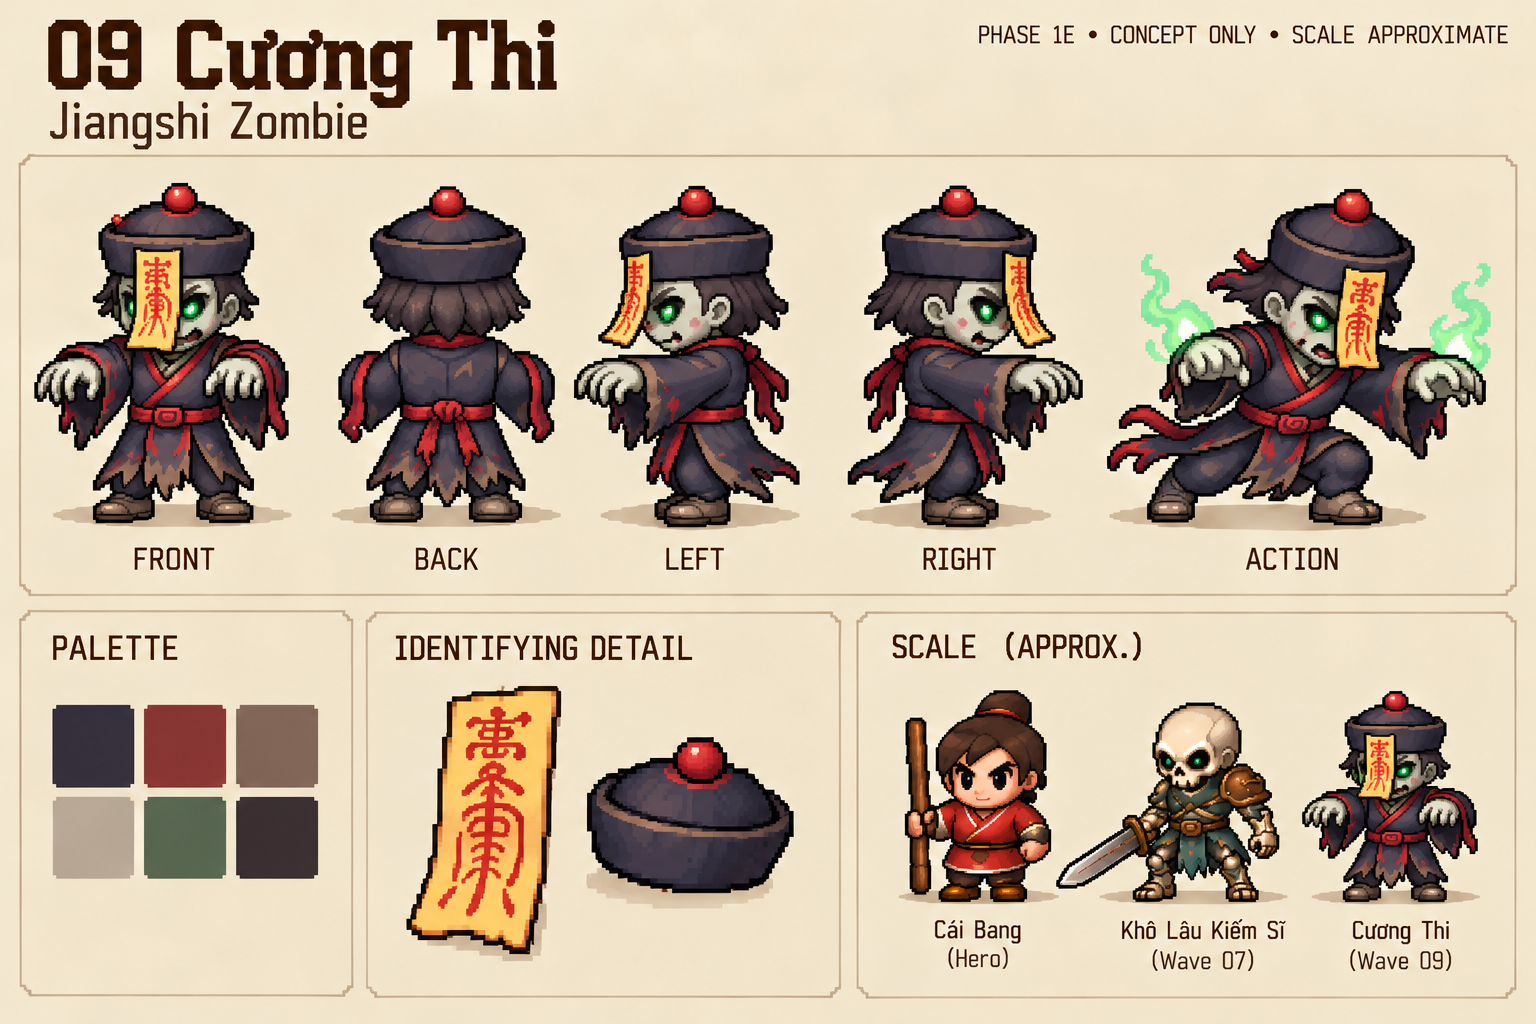 09 Cương Thi
Jiangshi Zombie
PHASE 1E • CONCEPT ONLY • SCALE APPROXIMATE
FRONT
BACK
LEFT
RIGHT
ACTION
PALETTE
IDENTIFYING DETAIL
SCALE (APPROX.)
Cái Bang
(Hero)
Khô Lâu Kiếm Sĩ
(Wave 07)
Cương Thi
(Wave 09)